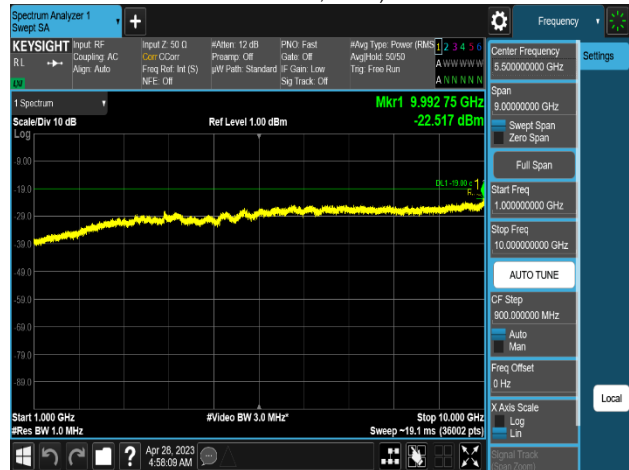 Spectrum Analyzer 1
Swept SA
Frequency
KEYSIGHT
RL
Input: RF
Coupling: AC
Align: Auto
Input Z: 50 Ω
Corr CCorr
Freq Ref: Int (S)
NFE: Off
#Atten: 12 dB
Preamp: Off
µW Path: Standard
PNO: Fast
Gate: Off
IF Gain: Low
Sig Track: Off
#Avg Type: Power (RMS
Avg|Hold: 50/50
Trig: Free Run
1 2 3 4 5 6
A W W W W W
A N N N N N
1 Spectrum
Scale/Div 10 dB
Log
Ref Level 1.00 dBm
Mkr1 9.992 75 GHz
-22.517 dBm
-9.00
-19.0
-29.0
-39.0
-49.0
-59.0
-69.0
-79.0
-89.0
1
Start 1.000 GHz
#Res BW 1.0 MHz
#Video BW 3.0 MHz*
Stop 10.000 GHz
Sweep ~19.1 ms (36002 pts)
Center Frequency
5.500000000 GHz
Span
9.00000000 GHz
Swept Span
Zero Span
Full Span
Start Freq
1.000000000 GHz
Stop Freq
10.000000000 GHz
AUTO TUNE
CF Step
900.000000 MHz
Auto
Man
Freq Offset
0 Hz
X Axis Scale
Log
Lin
Signal Track
(Span Zoom)
Settings
Local
?
Apr 28, 2023
4:58:09 AM